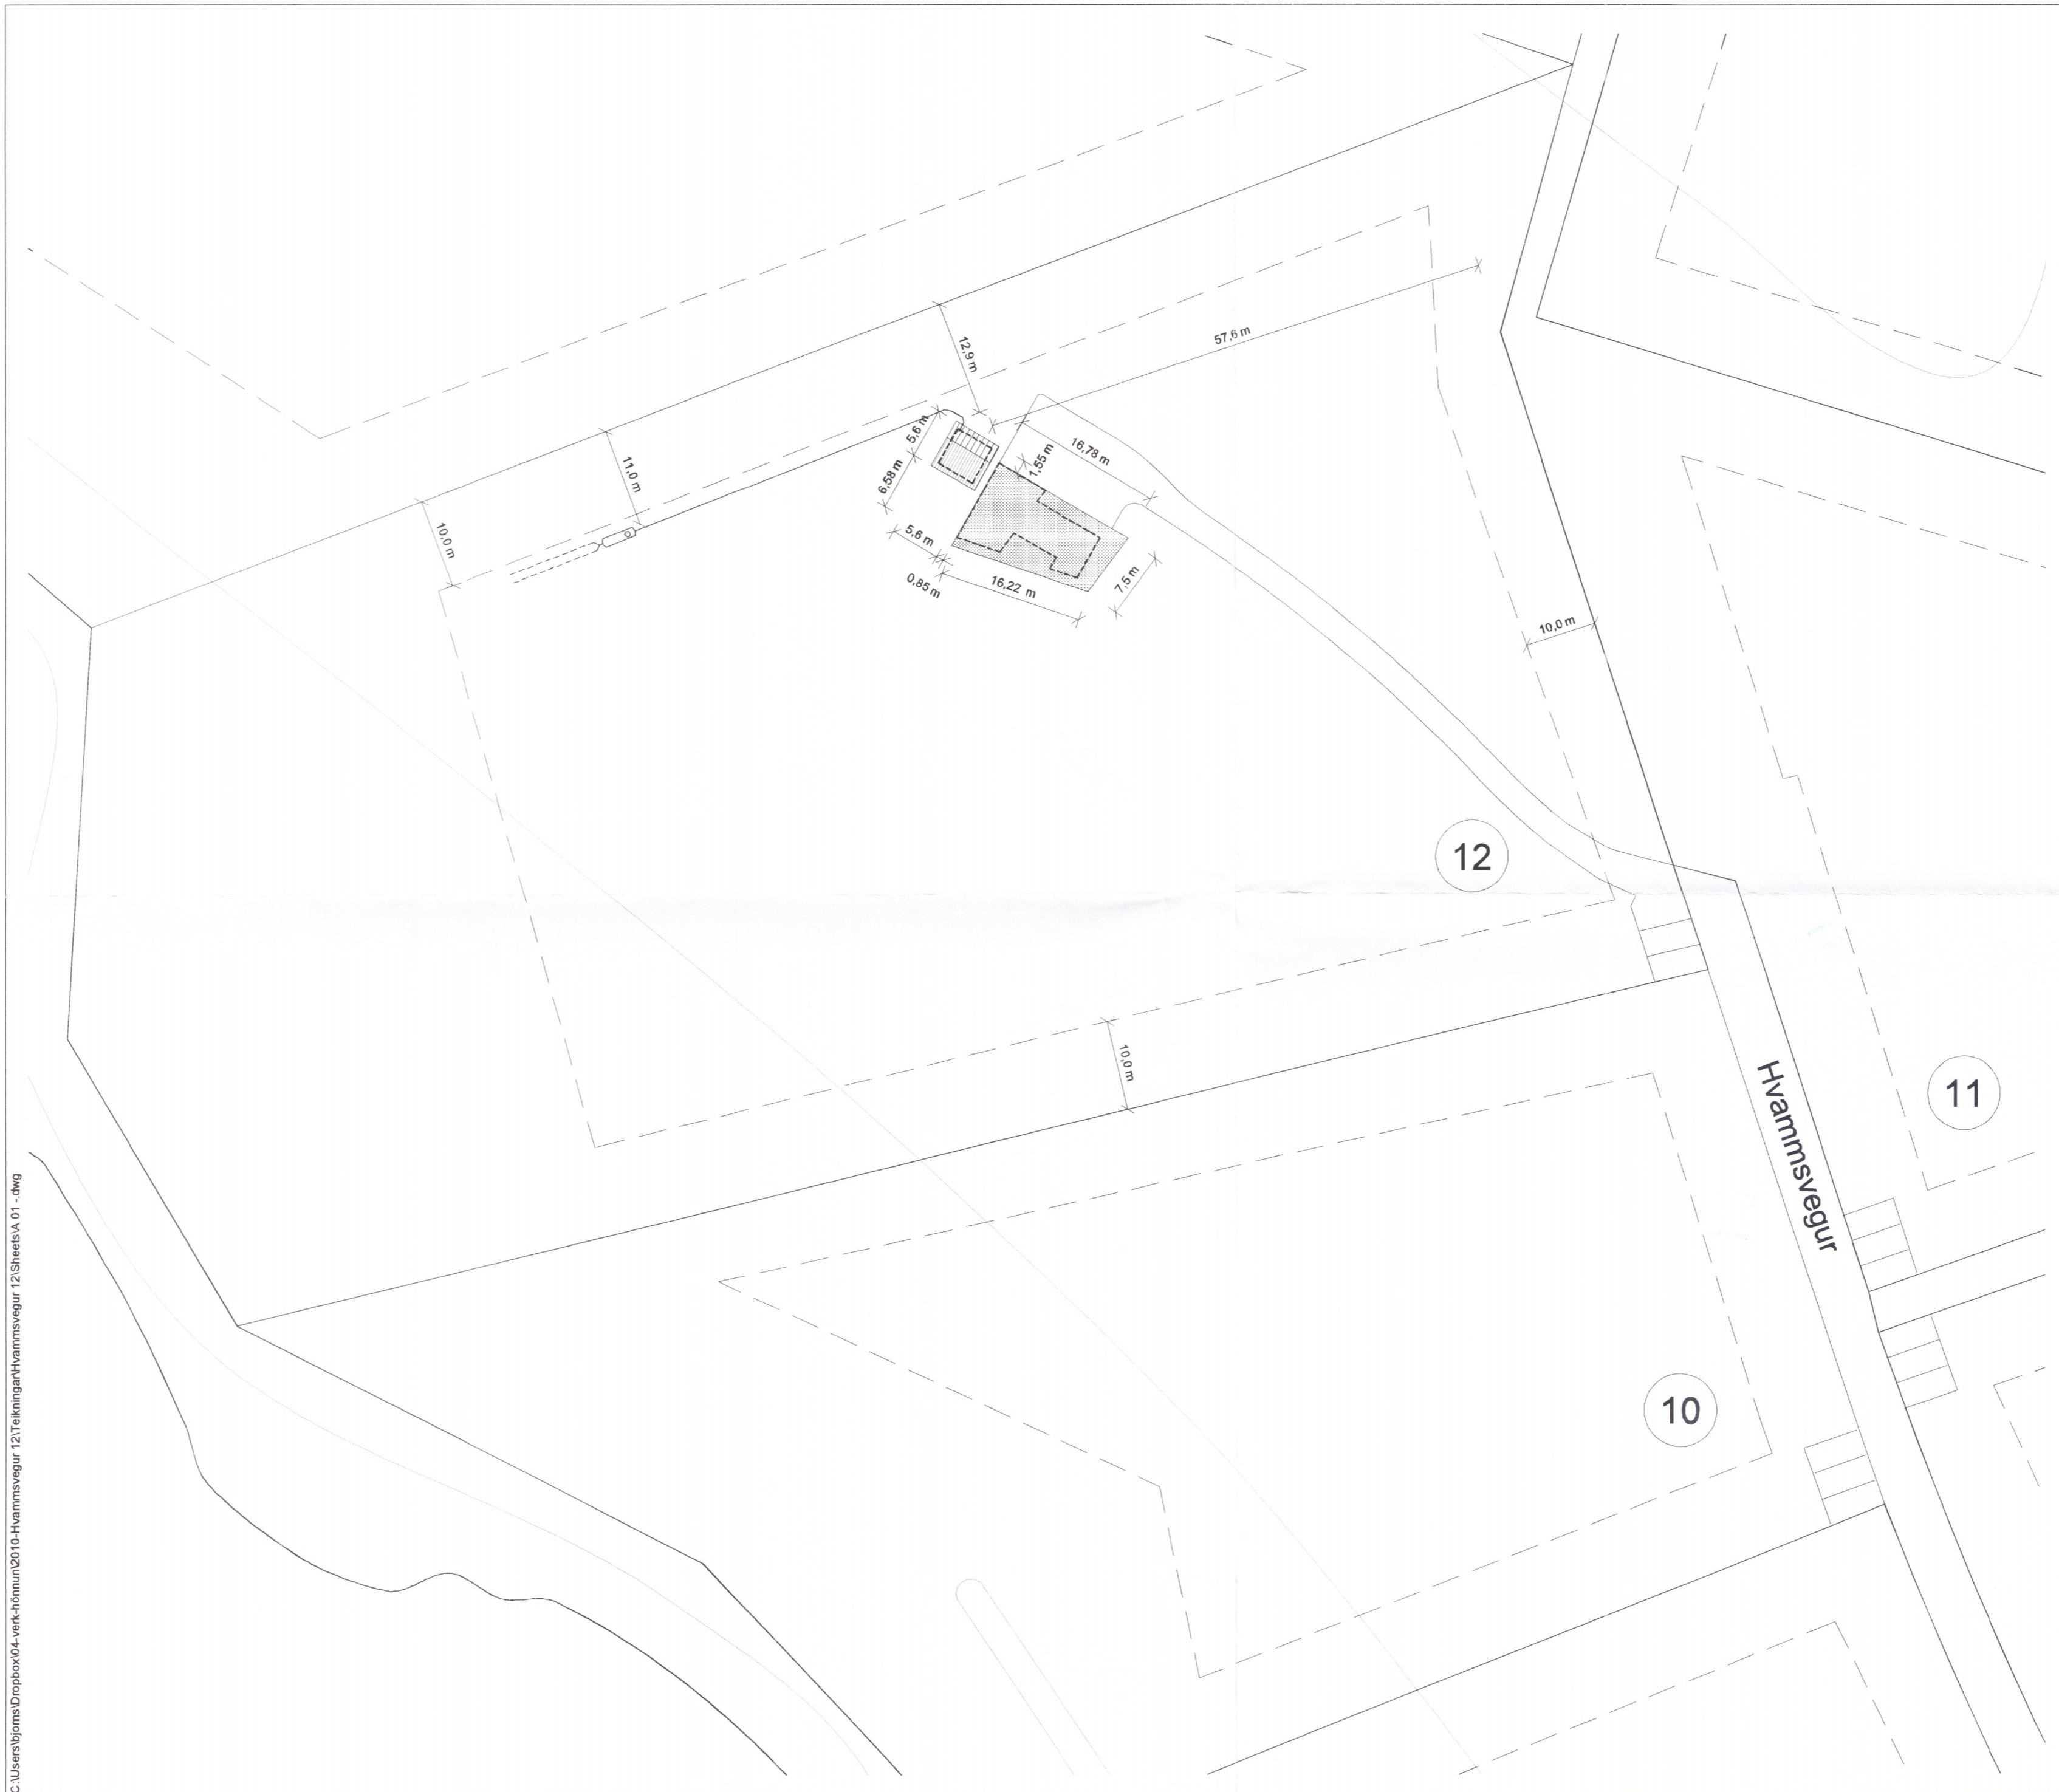 57,6 m
12,9 m
5,6 m
16,78 m
1,55 m
11,0 m
6,58 m
10,0 m
5,6 m
0,85 m
16,22 m
7,5 m
10,0 m
12
10,0 m
11
Hvammsvegur
10
C:\Users\bjorns\Dropbox\04-verk-hönnun\2010-Hvammsvegur 12\Teikningar\Hvammsvegur 12\Sheets\A 01 -.dwg